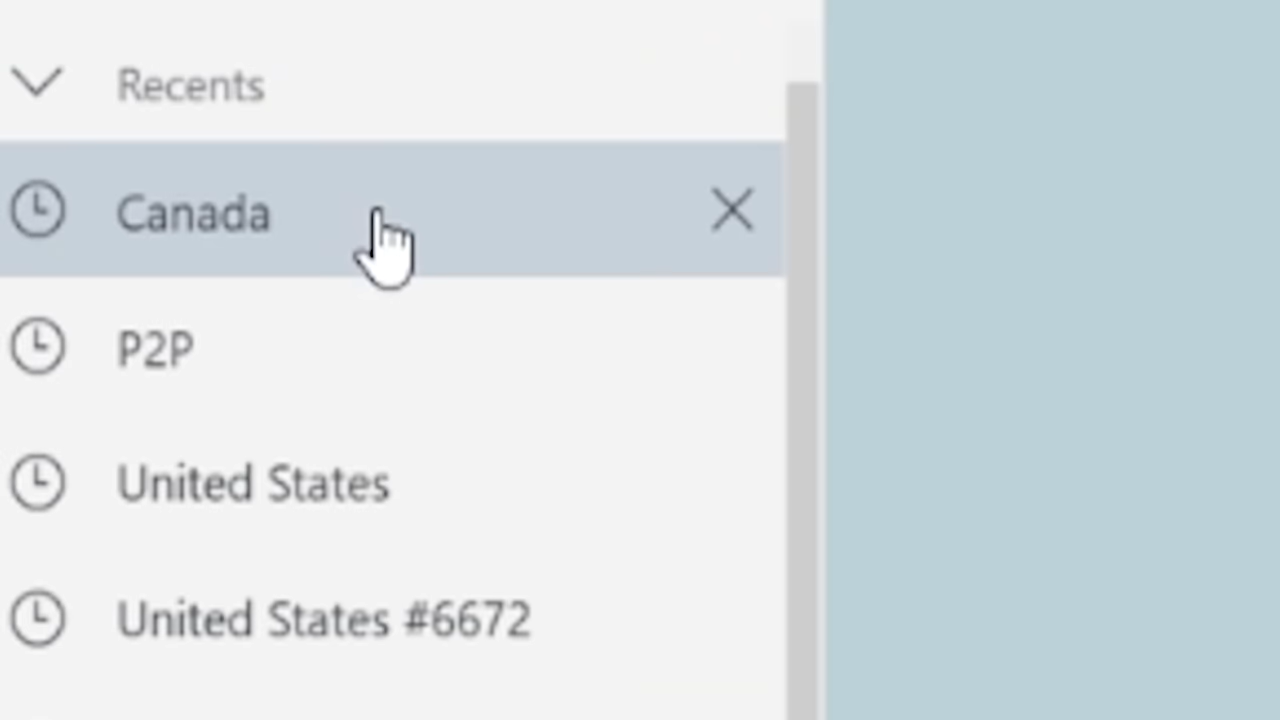 Recents
Canada
P2P
United States
United States #6672